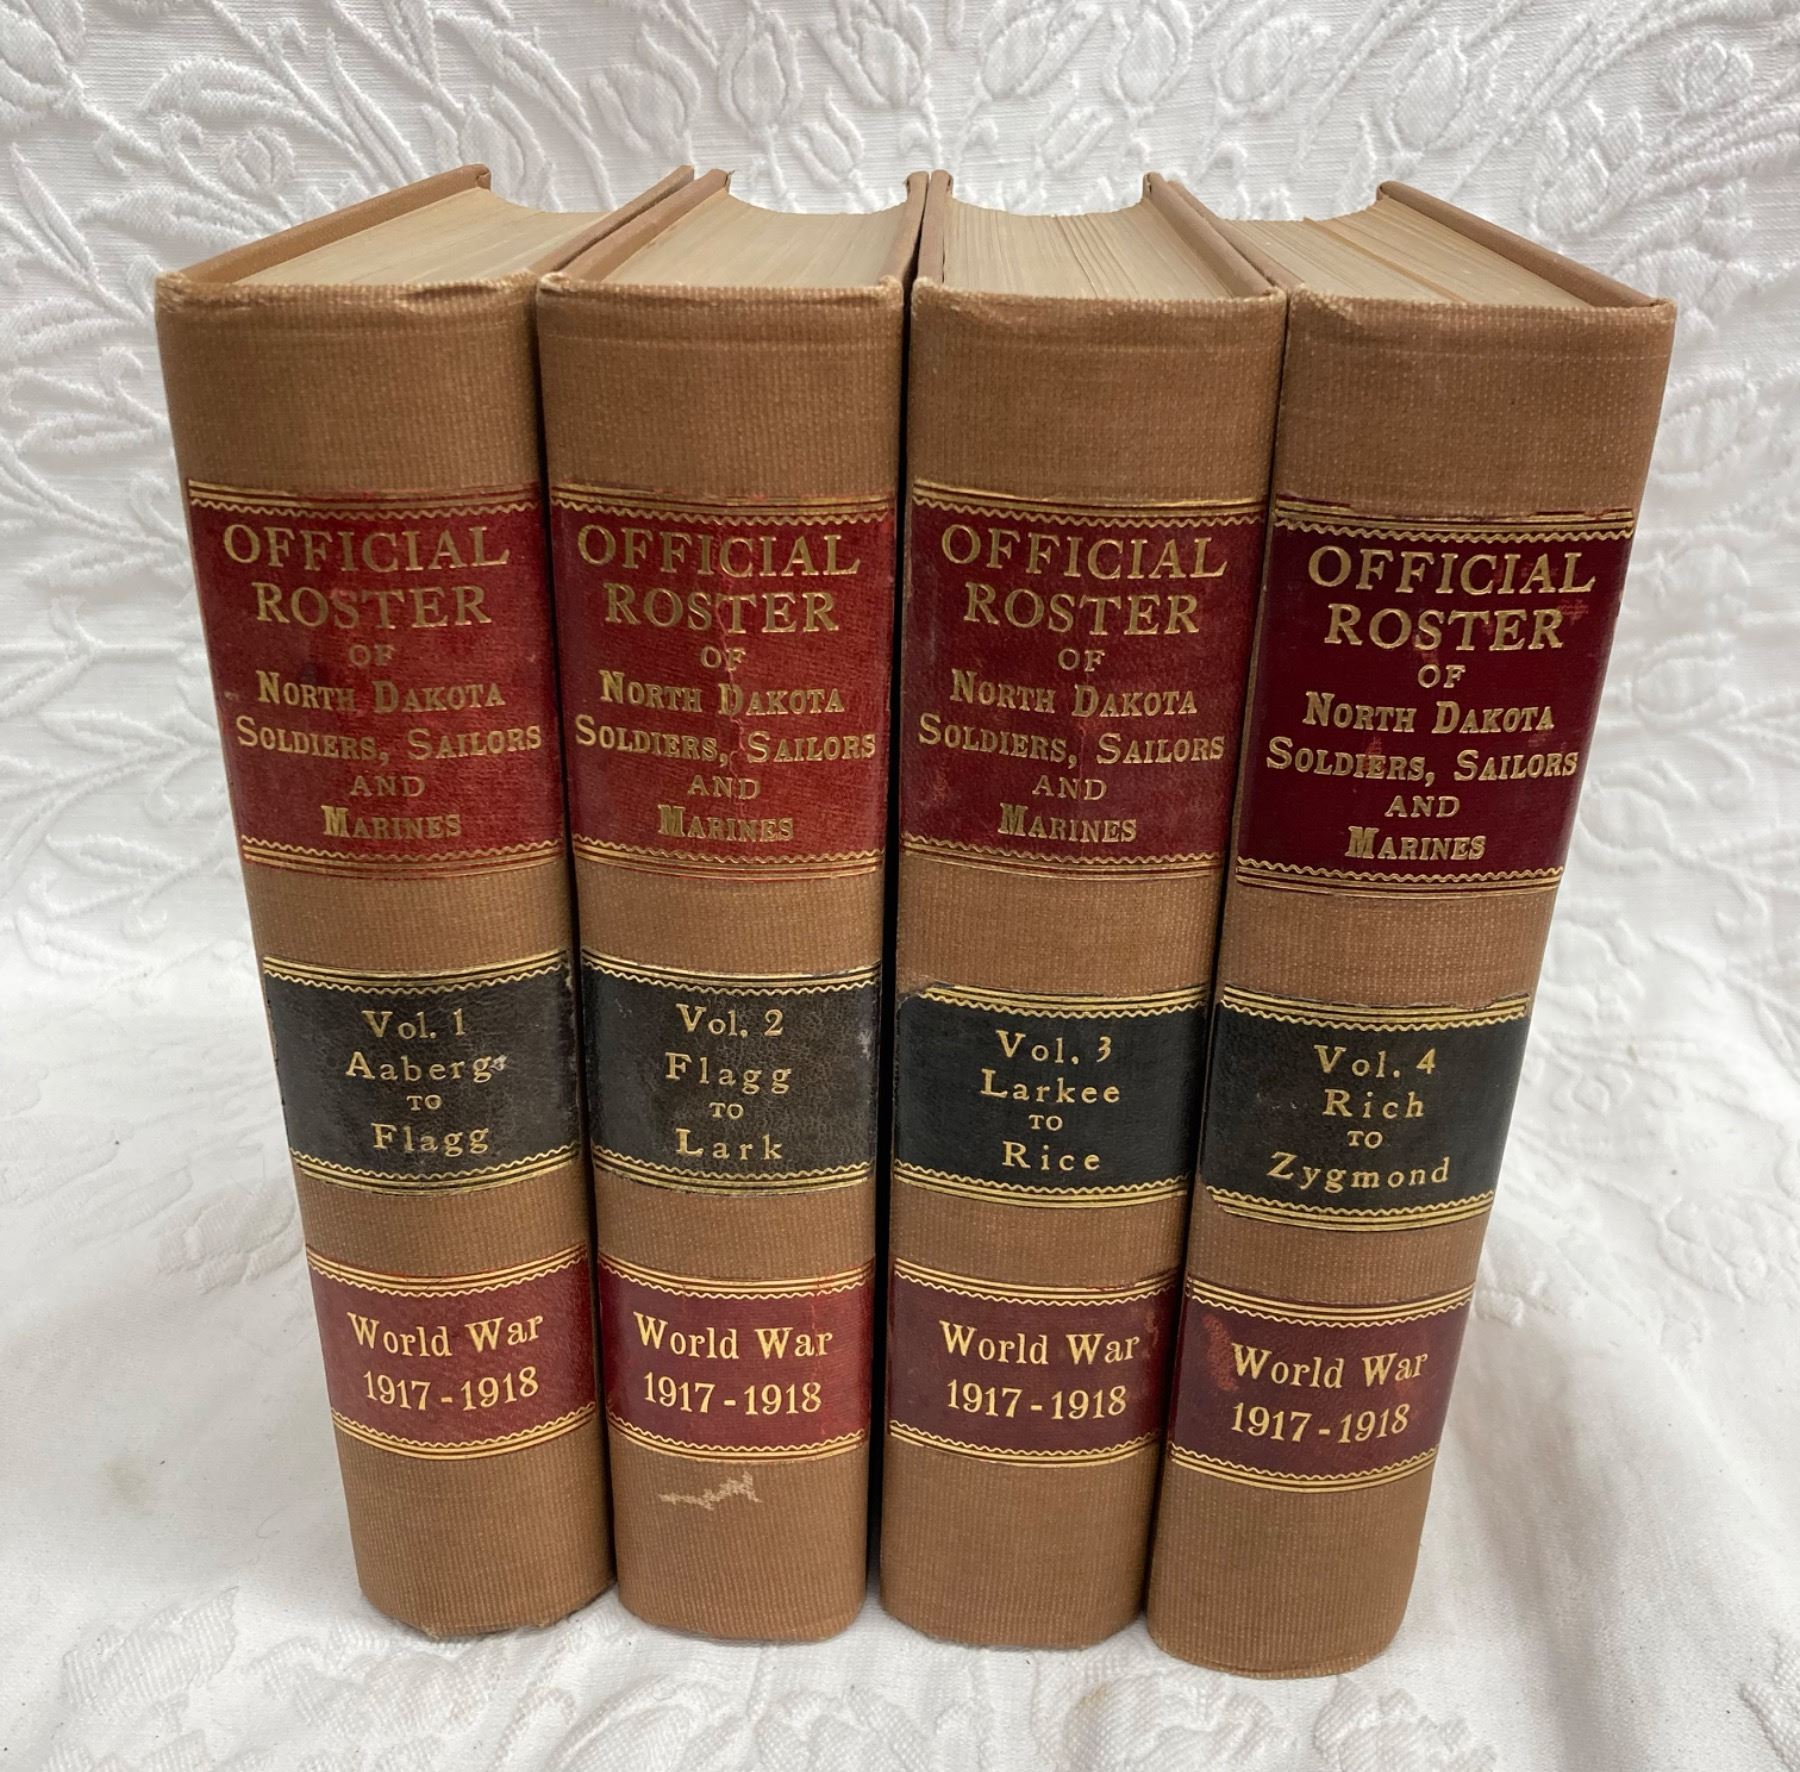 OFFICIAL
ROSTER
OF
NORTH DAKOTA
SOLDIERS, SAILORS
AND
MARINES
Vol. 1
Aaberg
TO
Flagg
World War
1917-1918
OFFICIAL
ROSTER
OF
NORTH DAKOTA
SOLDIERS, SAILORS
AND
MARINES
Vol. 2
Flagg
TO
Lark
World War
1917-1918
OFFICIAL
ROSTER
OF
NORTH DAKOTA
SOLDIERS, SAILORS
AND
MARINES
Vol. 3
Larkee
TO
Rice
World War
1917-1918
OFFICIAL
ROSTER
OF
NORTH DAKOTA
SOLDIERS, SAILORS
AND
MARINES
Vol. 4
Rich
TO
Zygmond
World War
1917-1918